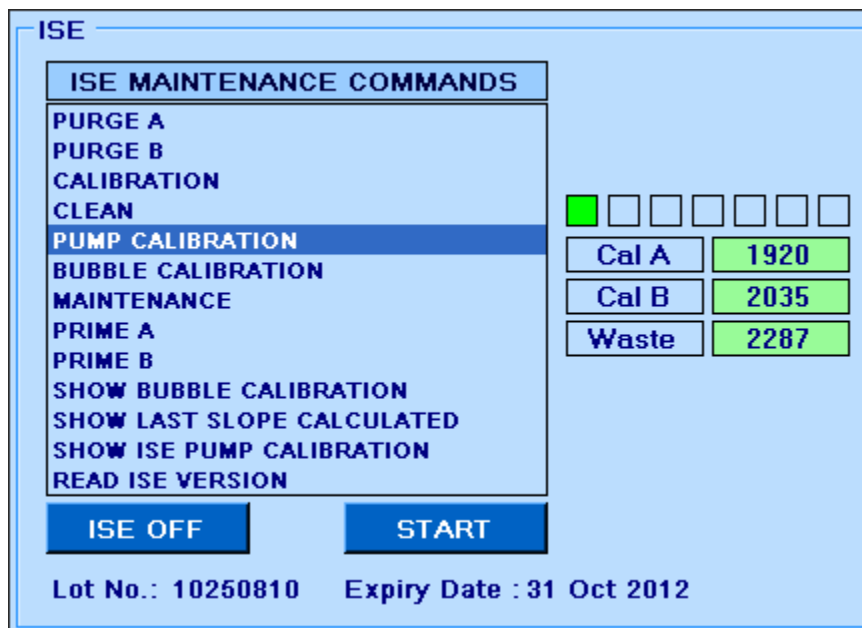 ISE
ISE MAINTENANCE COMMANDS
PURGE A
PURGE B
CALIBRATION
CLEAN
PUMP CALIBRATION
BUBBLE CALIBRATION
MAINTENANCE
PRIME A
PRIME B
SHOW BUBBLE CALIBRATION
SHOW LAST SLOPE CALCULATED
SHOW ISE PUMP CALIBRATION
READ ISE VERSION
Cal A 1920
Cal B 2035
Waste 2287
ISE OFF START
Lot No.: 10250810 Expiry Date : 31 Oct 2012